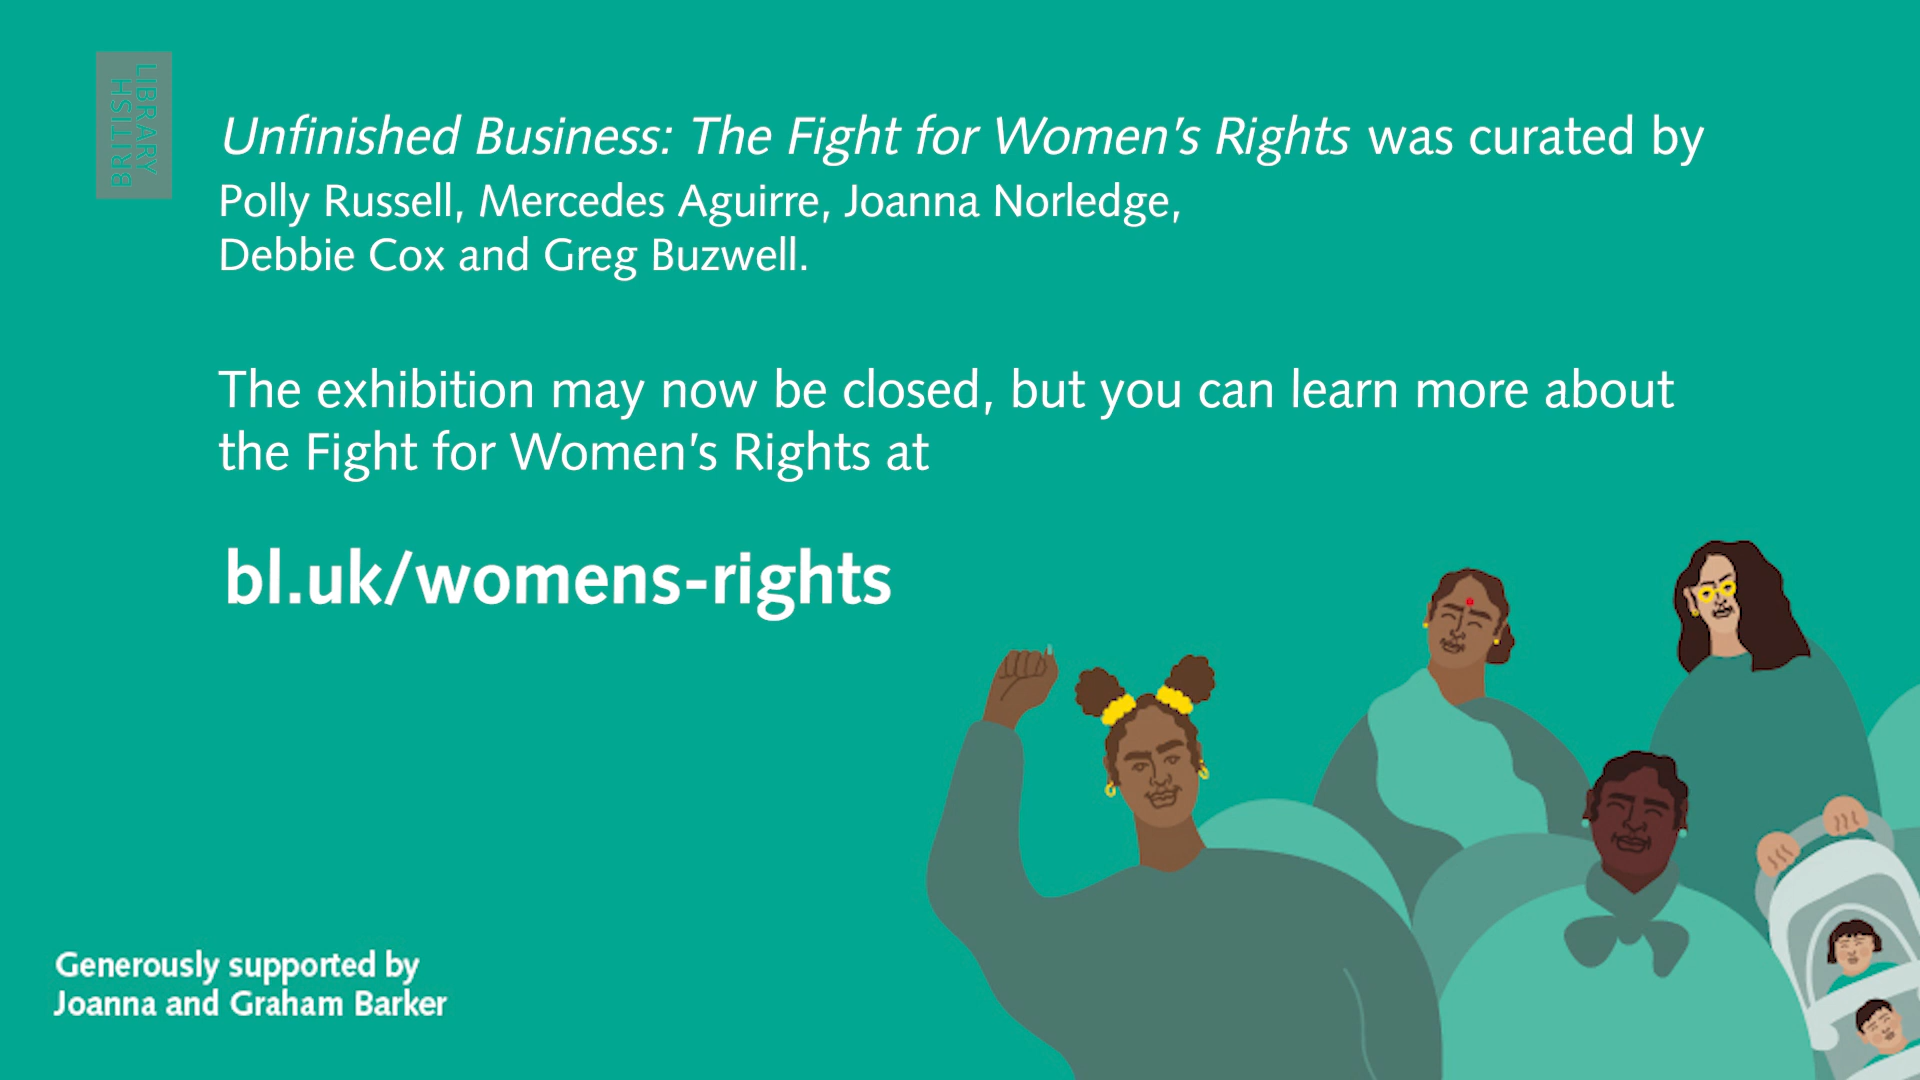 BRITISH
LIBRARY
Unfinished Business: The Fight for Women’s Rights was curated by
Polly Russell, Mercedes Aguirre, Joanna Norledge,
Debbie Cox and Greg Buzwell.
The exhibition may now be closed, but you can learn more about
the Fight for Women’s Rights at
bl.uk/womens-rights
Generously supported by
Joanna and Graham Barker